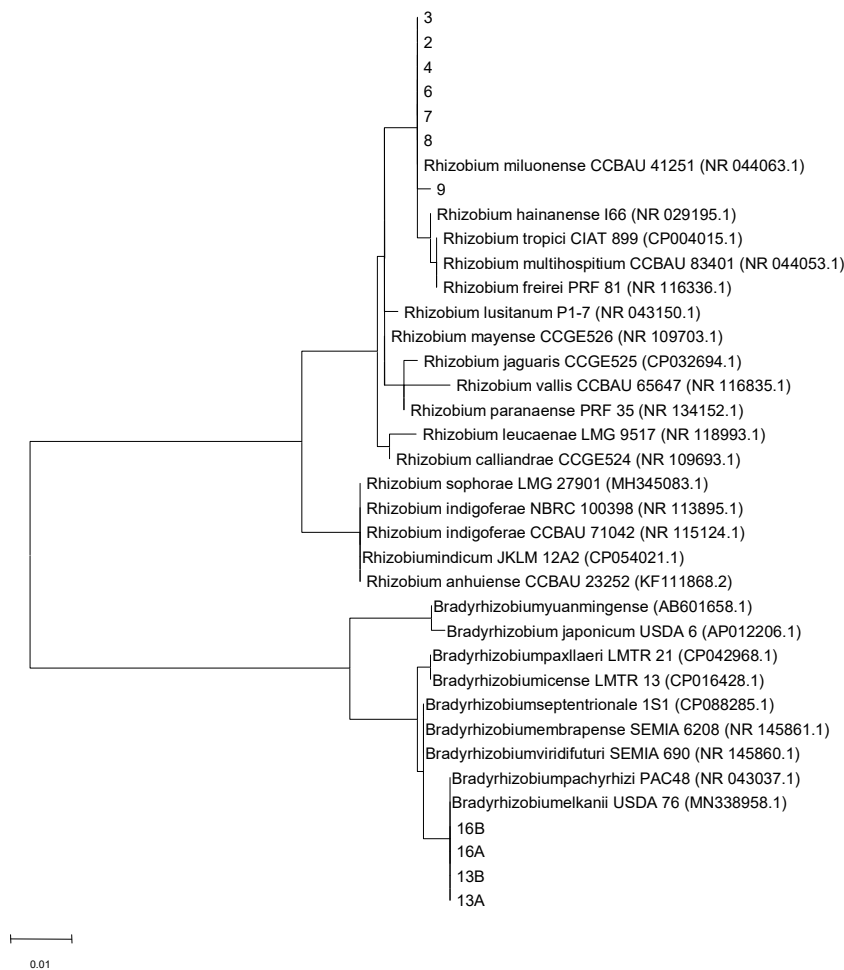 3
2
4
6
7
8
Rhizobium miluonense CCBAU 41251 (NR 044063.1)
9
Rhizobium hainanense I66 (NR 029195.1)
Rhizobium tropici CIAT 899 (CP004015.1)
Rhizobium multihospitium CCBAU 83401 (NR 044053.1)
Rhizobium freirei PRF 81 (NR 116336.1)
Rhizobium lusitanum P1-7 (NR 043150.1)
Rhizobium mayense CCGE526 (NR 109703.1)
Rhizobium jaguaris CCGE525 (CP032694.1)
Rhizobium vallis CCBAU 65647 (NR 116835.1)
Rhizobium paranaense PRF 35 (NR 134152.1)
Rhizobium leucaenae LMG 9517 (NR 118993.1)
Rhizobium calliandrae CCGE524 (NR 109693.1)
Rhizobium sophorae LMG 27901 (MH345083.1)
Rhizobium indigoferae NBRC 100398 (NR 113895.1)
Rhizobium indigoferae CCBAU 71042 (NR 115124.1)
Rhizobiumindicum JKLM 12A2 (CP054021.1)
Rhizobium anhuiense CCBAU 23252 (KF111868.2)
Bradyrhizobiumyuanmingense (AB601658.1)
Bradyrhizobium japonicum USDA 6 (AP012206.1)
Bradyrhizobiumpaxllaeri LMTR 21 (CP042968.1)
Bradyrhizobiumicense LMTR 13 (CP016428.1)
Bradyrhizobiumseptentrionale 1S1 (CP088285.1)
Bradyrhizobiumembrapense SEMIA 6208 (NR 145861.1)
Bradyrhizobiumviridifuturi SEMIA 690 (NR 145860.1)
Bradyrhizobiumpachyrhizi PAC48 (NR 043037.1)
Bradyrhizobiumelkanii USDA 76 (MN338958.1)
16B
16A
13B
13A
0.01